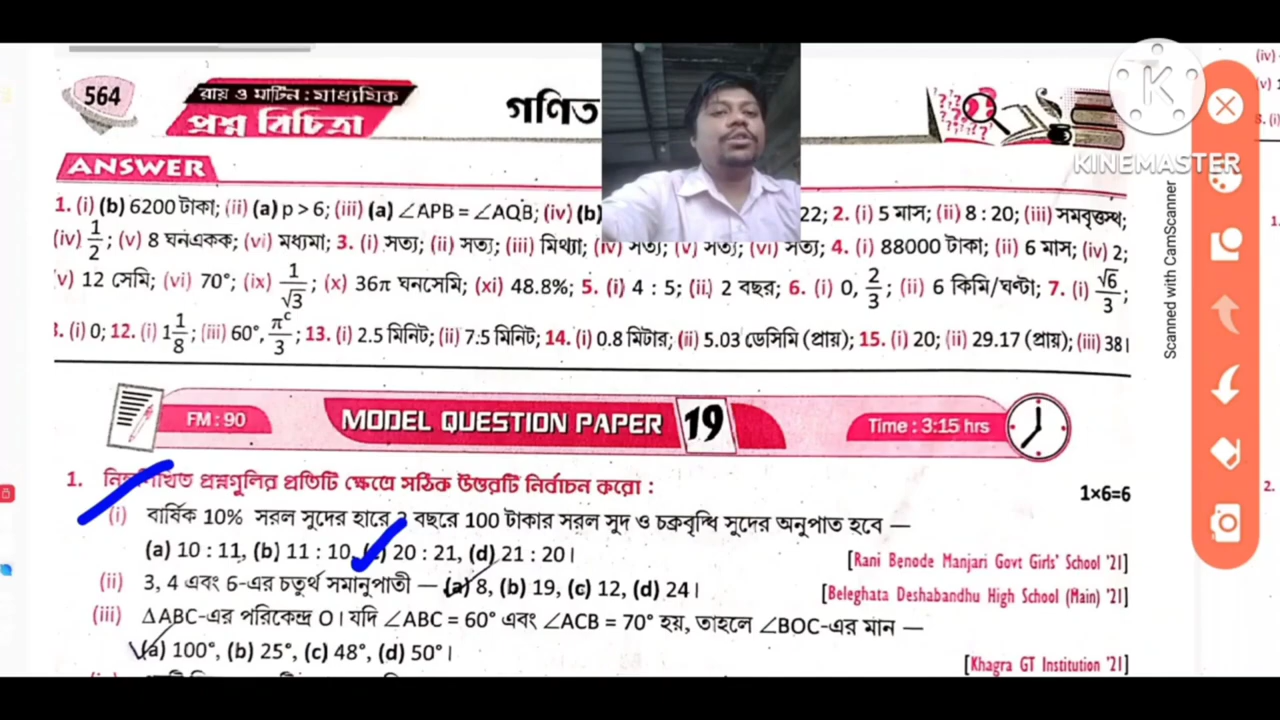 564
রায় ও মার্টিন : মাধ্যমিক
প্রশ্ন বিচিত্রা
গণিত
KINEMASTER
ANSWER
1. (i) (b) 6200 টাকা; (ii) (a) p > 6; (iii) (a) ∠APB = ∠AQB; (iv) (b) 22; 2. (i) 5 মাস; (ii) 8 : 20; (iii) সমবৃত্তস্থ;
(iv) 1/2; (v) 8 ঘনএকক; (vi) মধ্যমা; 3. (i) সত্য; (ii) সত্য; (iii) মিথ্যা; (iv) সত্য; (v) সত্য; (vi) সত্য; 4. (i) 88000 টাকা; (ii) 6 মাস; (iv) 2;
v) 12 সেমি; (vi) 70°; (ix) 1/√3; (x) 36π ঘনসেমি; (xi) 48.8%; 5. (i) 4 : 5; (ii) 2 বছর; 6. (i) 0, 2/3; (ii) 6 কিমি/ঘণ্টা; 7. (i) √6/3;
(i) 0; 12. (i) 1 1/8; (iii) 60°, πᶜ/3; 13. (i) 2.5 মিনিট; (ii) 7.5 মিনিট; 14. (i) 0.8 মিটার; (ii) 5.03 ডেসিমি (প্রায়); 15. (i) 20; (ii) 29.17 (প্রায়); (iii) 38।
Scanned with CamScanner
FM : 90
MODEL QUESTION PAPER 19
Time : 3:15 hrs
1. নিম্নলিখিত প্রশ্নগুলির প্রতিটি ক্ষেত্রে সঠিক উত্তরটি নির্বাচন করো :
1×6=6
(i) বার্ষিক 10% সরল সুদের হারে 2 বছরে 100 টাকার সরল সুদ ও চক্রবৃদ্ধি সুদের অনুপাত হবে —
(a) 10 : 11, (b) 11 : 10, (c) 20 : 21, (d) 21 : 20।
[Rani Benode Manjari Govt Girls' School '21]
(ii) 3, 4 এবং 6-এর চতুর্থ সমানুপাতী — (a) 8, (b) 19, (c) 12, (d) 24।
[Beleghata Deshabandhu High School (Main) '21]
(iii) ΔABC-এর পরিকেন্দ্র O। যদি ∠ABC = 60° এবং ∠ACB = 70° হয়, তাহলে ∠BOC-এর মান —
(a) 100°, (b) 25°, (c) 48°, (d) 50°।
[Khagra GT Institution '21]